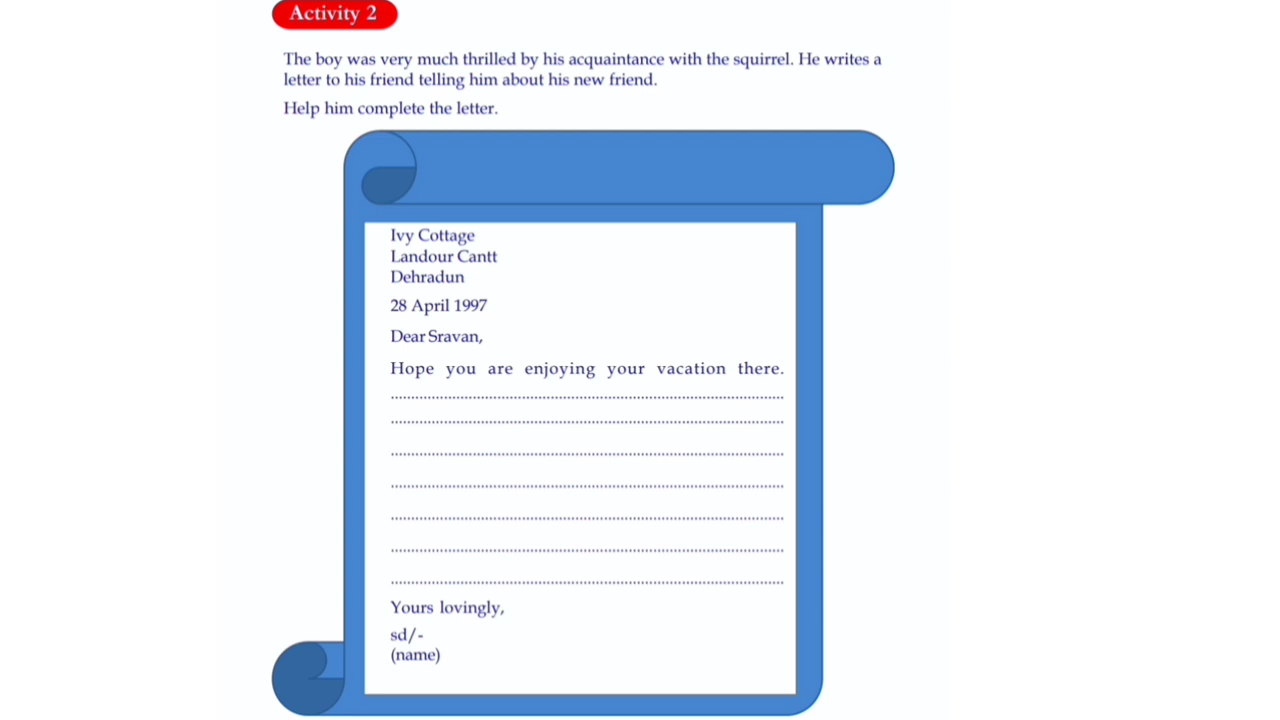 Activity 2
The boy was very much thrilled by his acquaintance with the squirrel. He writes a
letter to his friend telling him about his new friend.
Help him complete the letter.
Ivy Cottage
Landour Cantt
Dehradun
28 April 1997
Dear Sravan,
Hope you are enjoying your vacation there.
..........................................................................................
..........................................................................................
..........................................................................................
..........................................................................................
..........................................................................................
..........................................................................................
..........................................................................................
Yours lovingly,
sd/-
(name)